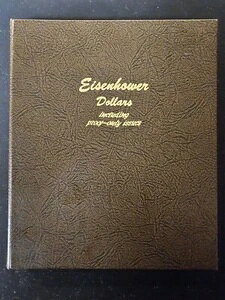 Eisenhower
Dollars
including
proof-only issues